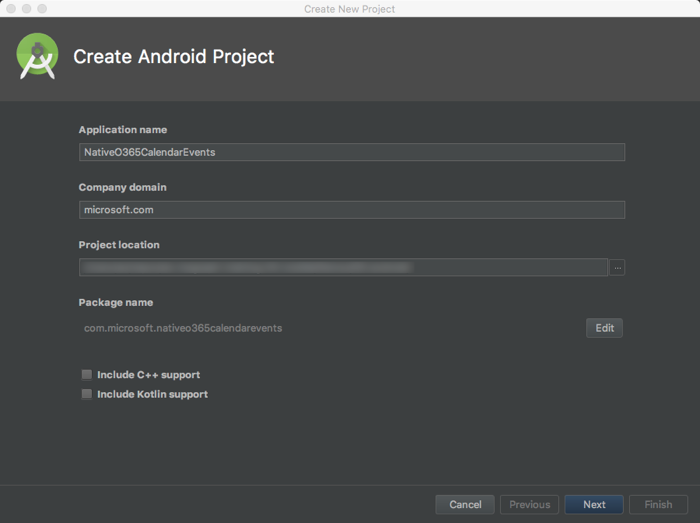 Create New Project
Create Android Project
Application name
NativeO365CalendarEvents
Company domain
microsoft.com
Project location
...
Package name
com.microsoft.nativeo365calendarevents
Edit
Include C++ support
Include Kotlin support
Cancel
Previous
Next
Finish